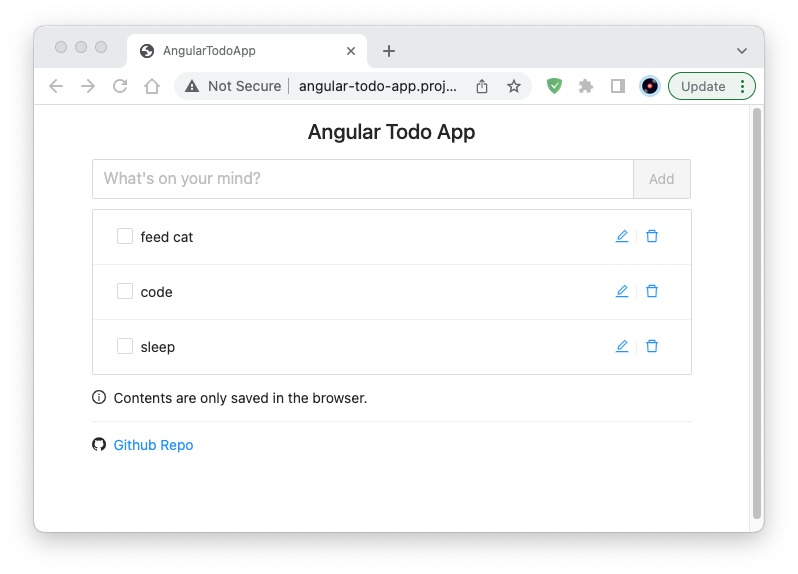 AngularTodoApp
Not Secure angular-todo-app.proj... Update
Angular Todo App
What's on your mind? Add
feed cat
code
sleep
Contents are only saved in the browser.
Github Repo